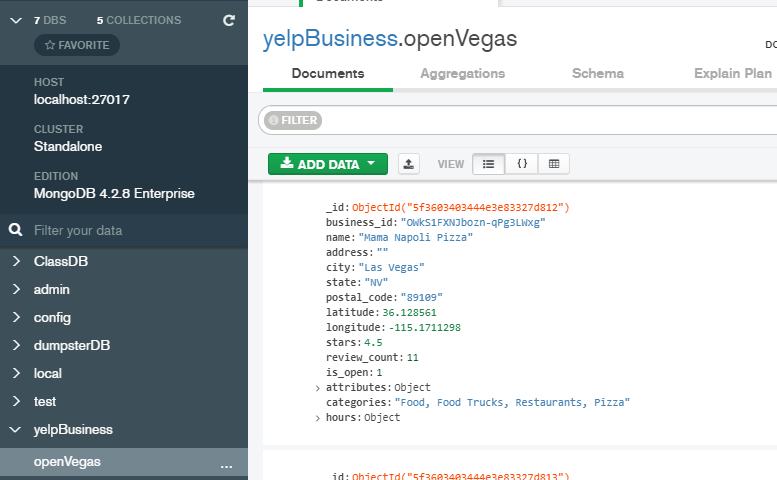 7 DBS 5 COLLECTIONS
FAVORITE
HOST
localhost:27017
CLUSTER
Standalone
EDITION
MongoDB 4.2.8 Enterprise
Filter your data
ClassDB
admin
config
dumpsterDB
local
test
yelpBusiness
openVegas ...
yelpBusiness.openVegas
DO
Documents Aggregations Schema Explain Plan
FILTER
ADD DATA VIEW { }
_id: ObjectId("5f3603403444e3e83327d812")
business_id: "OWkS1FXNJbozn-qPg3LWxg"
name: "Mama Napoli Pizza"
address: ""
city: "Las Vegas"
state: "NV"
postal_code: "89109"
latitude: 36.128561
longitude: -115.1711298
stars: 4.5
review_count: 11
is_open: 1
attributes: Object
categories: "Food, Food Trucks, Restaurants, Pizza"
hours: Object
_id: ObjectId("5f3603403444e3e83327d813")